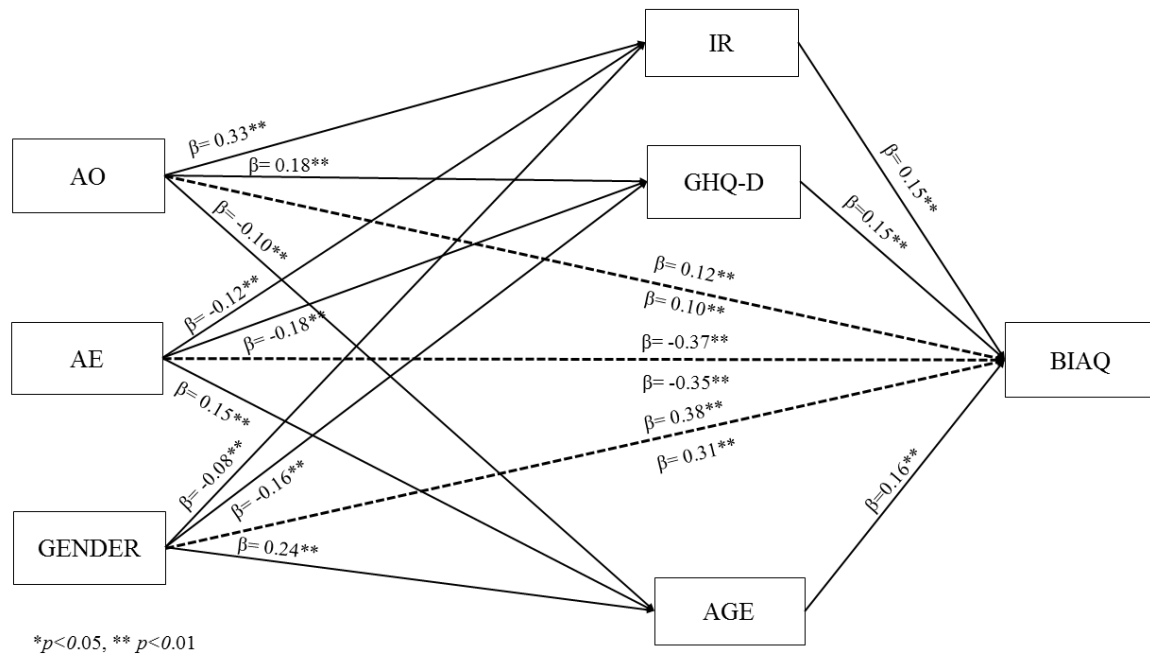 IR
AO
β= 0.33**
β= 0.18**
GHQ-D
β= 0.15**
β=0.15**
β= -0.10**
β= 0.12**
β= 0.10**
AE
β= -0.12**
β= -0.18**
β= -0.37**
β= -0.35**
BIAQ
β= 0.15**
β= 0.38**
β= 0.31**
GENDER
β= -0.08**
β= -0.16**
β= 0.24**
β=0.16**
AGE
*p<0.05, ** p<0.01